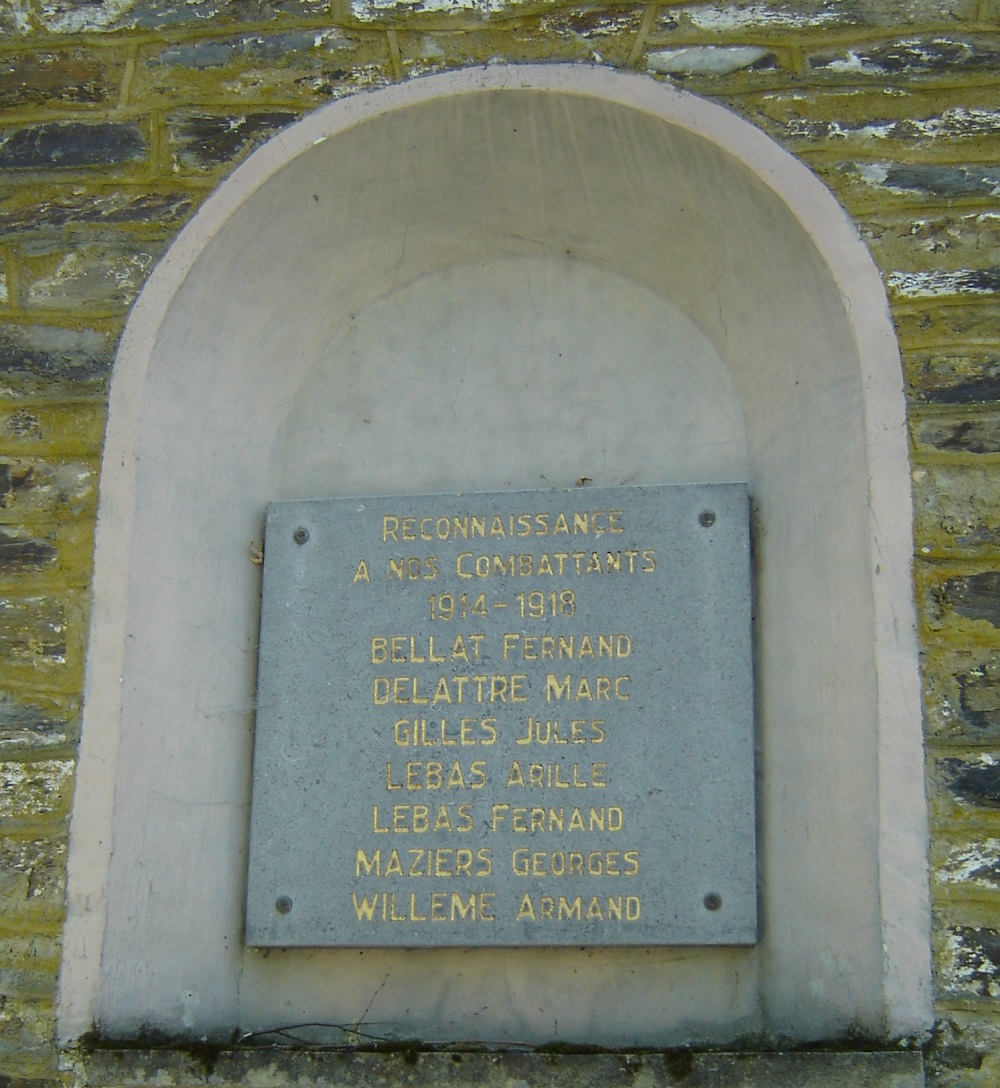 RECONNAISSANCE
A NOS COMBATTANTS
1914-1918
BELLAT FERNAND
DELATTRE MARC
GILLES JULES
LEBAS ARILLE
LEBAS FERNAND
MAZIERS GEORGES
WILLEME ARMAND